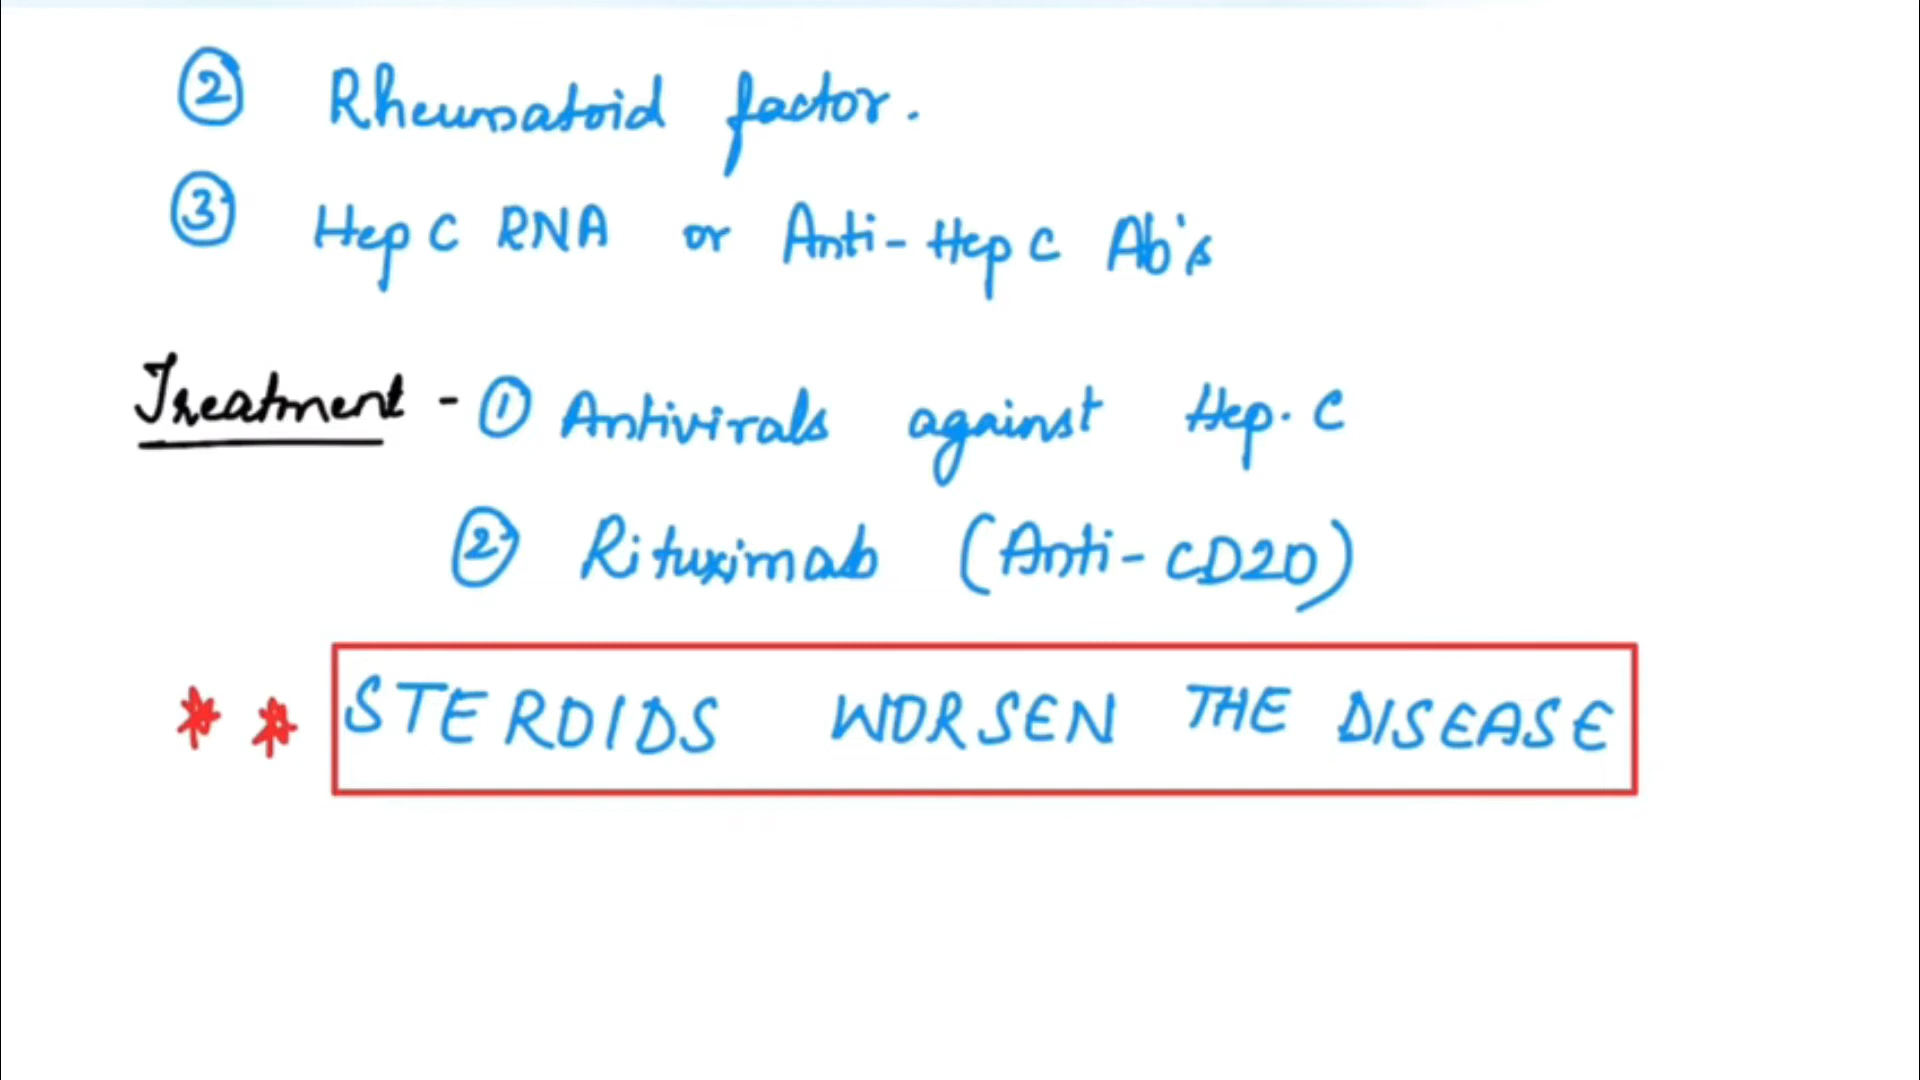 ② Rheumatoid factor.
③ Hep C RNA or Anti-Hep C Ab's
Treatment - ① Antivirals against Hep. C
② Rituximab (Anti-CD20)
** STEROIDS WORSEN THE DISEASE